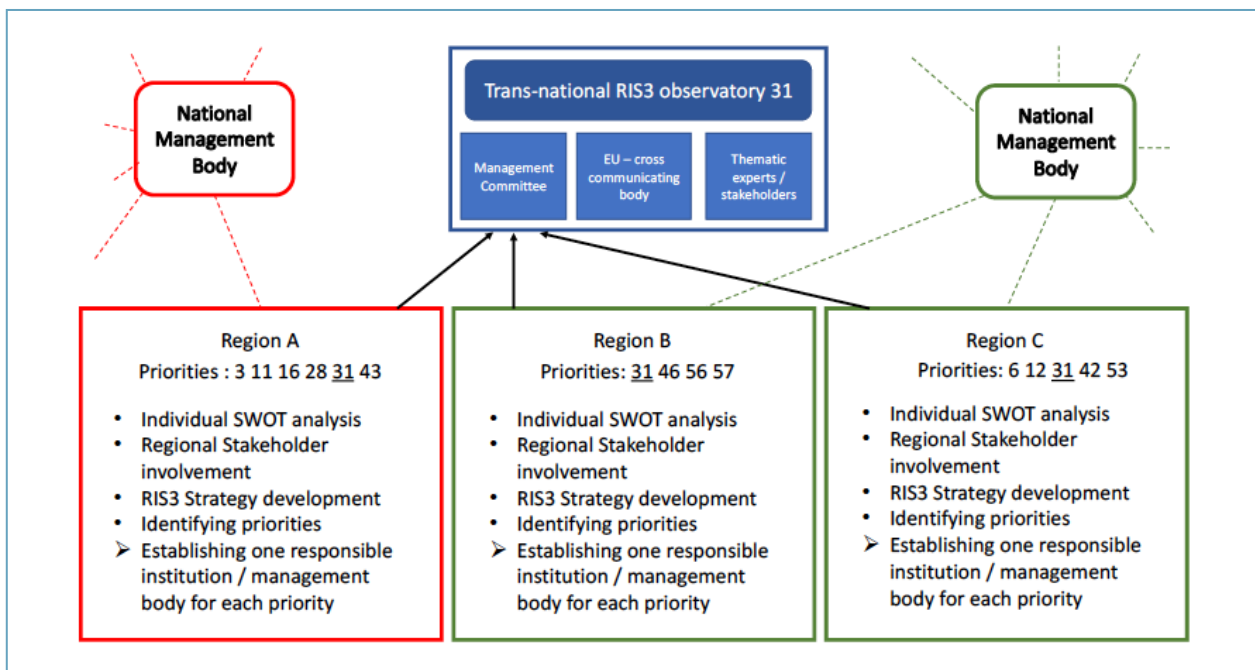 National
Management
Body
Trans-national RIS3 observatory 31
Management
Committee
EU – cross
communicating
body
Thematic
experts /
stakeholders
National
Management
Body
Region A
Priorities : 3 11 16 28 31 43
• Individual SWOT analysis
• Regional Stakeholder
involvement
• RIS3 Strategy development
• Identifying priorities
➢ Establishing one responsible
institution / management
body for each priority
Region B
Priorities: 31 46 56 57
• Individual SWOT analysis
• Regional Stakeholder
involvement
• RIS3 Strategy development
• Identifying priorities
➢ Establishing one responsible
institution / management
body for each priority
Region C
Priorities: 6 12 31 42 53
• Individual SWOT analysis
• Regional Stakeholder
involvement
• RIS3 Strategy development
• Identifying priorities
➢ Establishing one responsible
institution / management
body for each priority